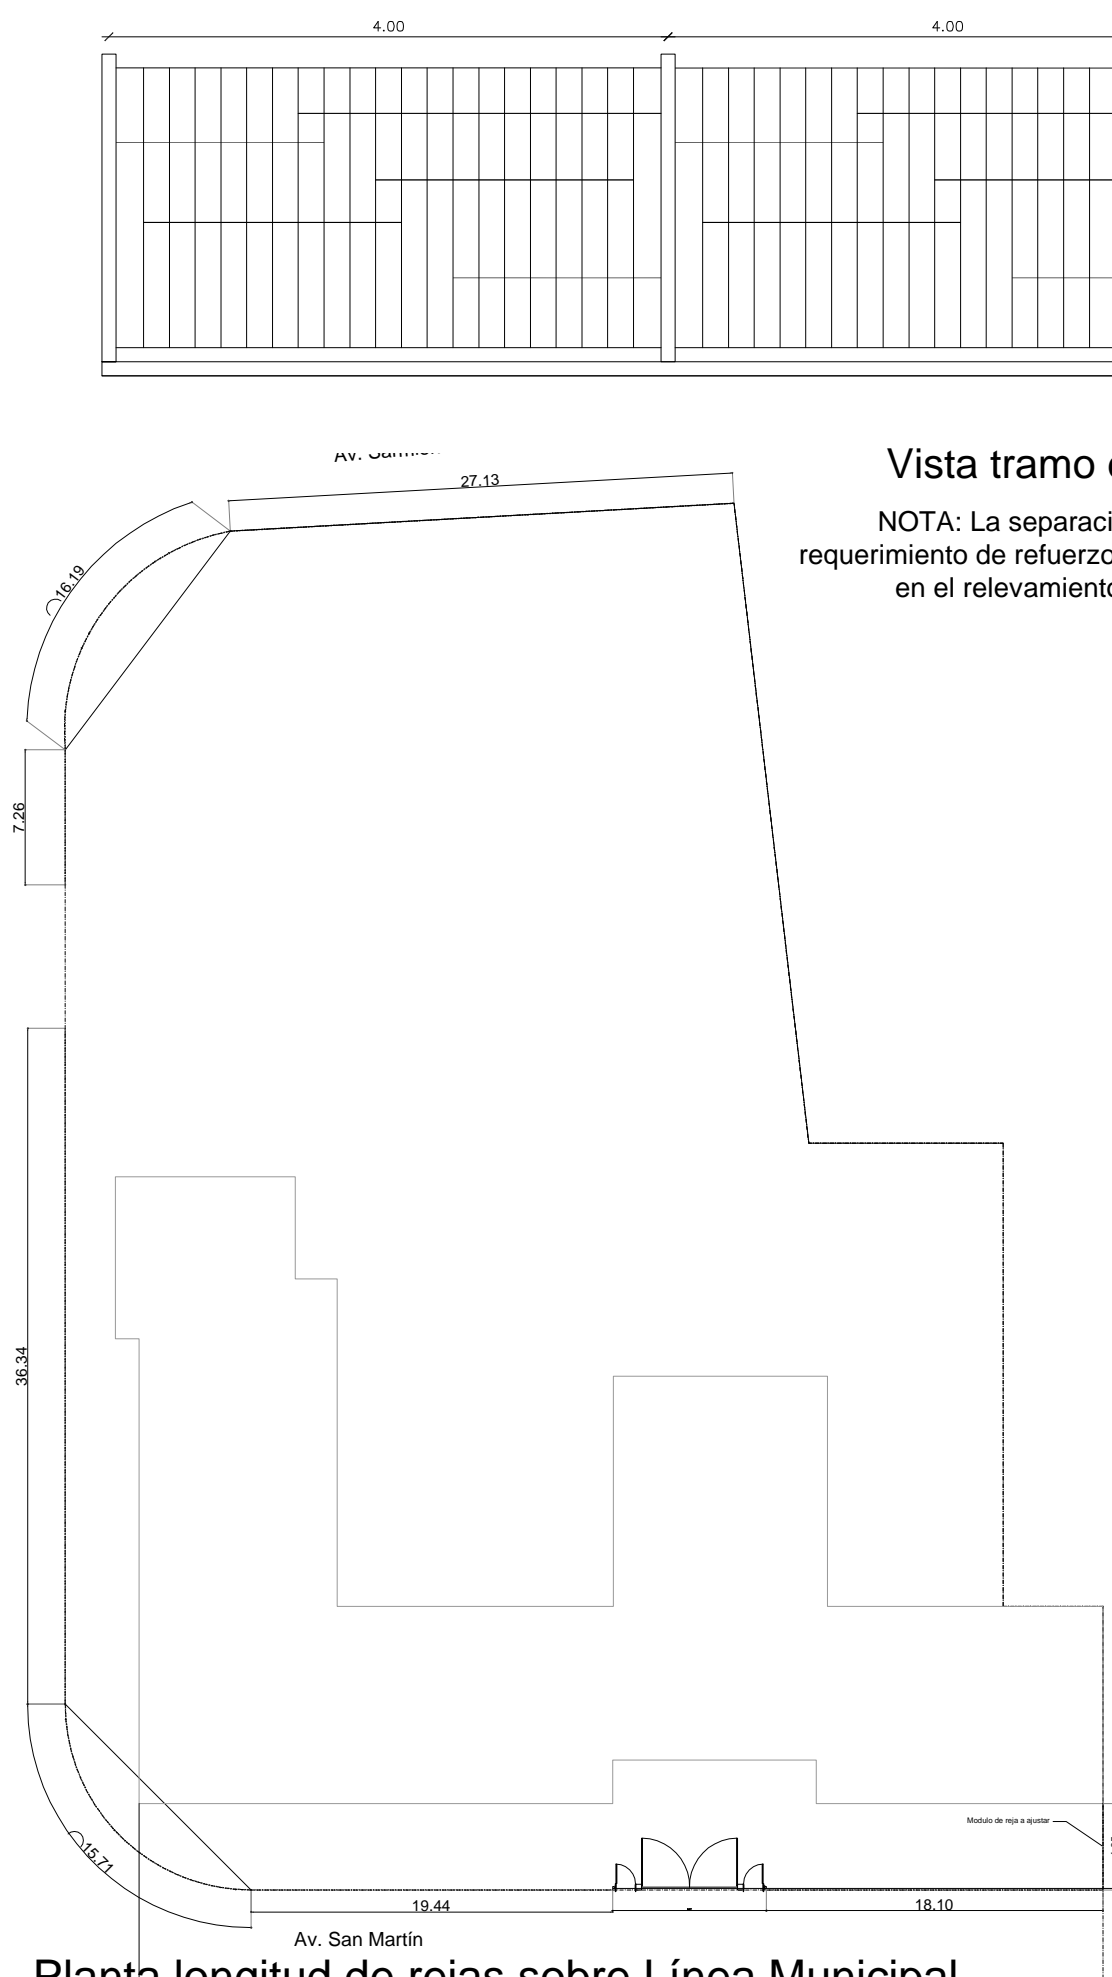 4.00
4.00
Av.
27.13
Vista tramo
NOTA: La
requerimiento de refuerzo
en el
16.19
7.26
36.34
Modulo de reja a ajustar
15.71
19.44
18.10
Av. San Martín
Planta longitud de rejas sobre Línea Municipal